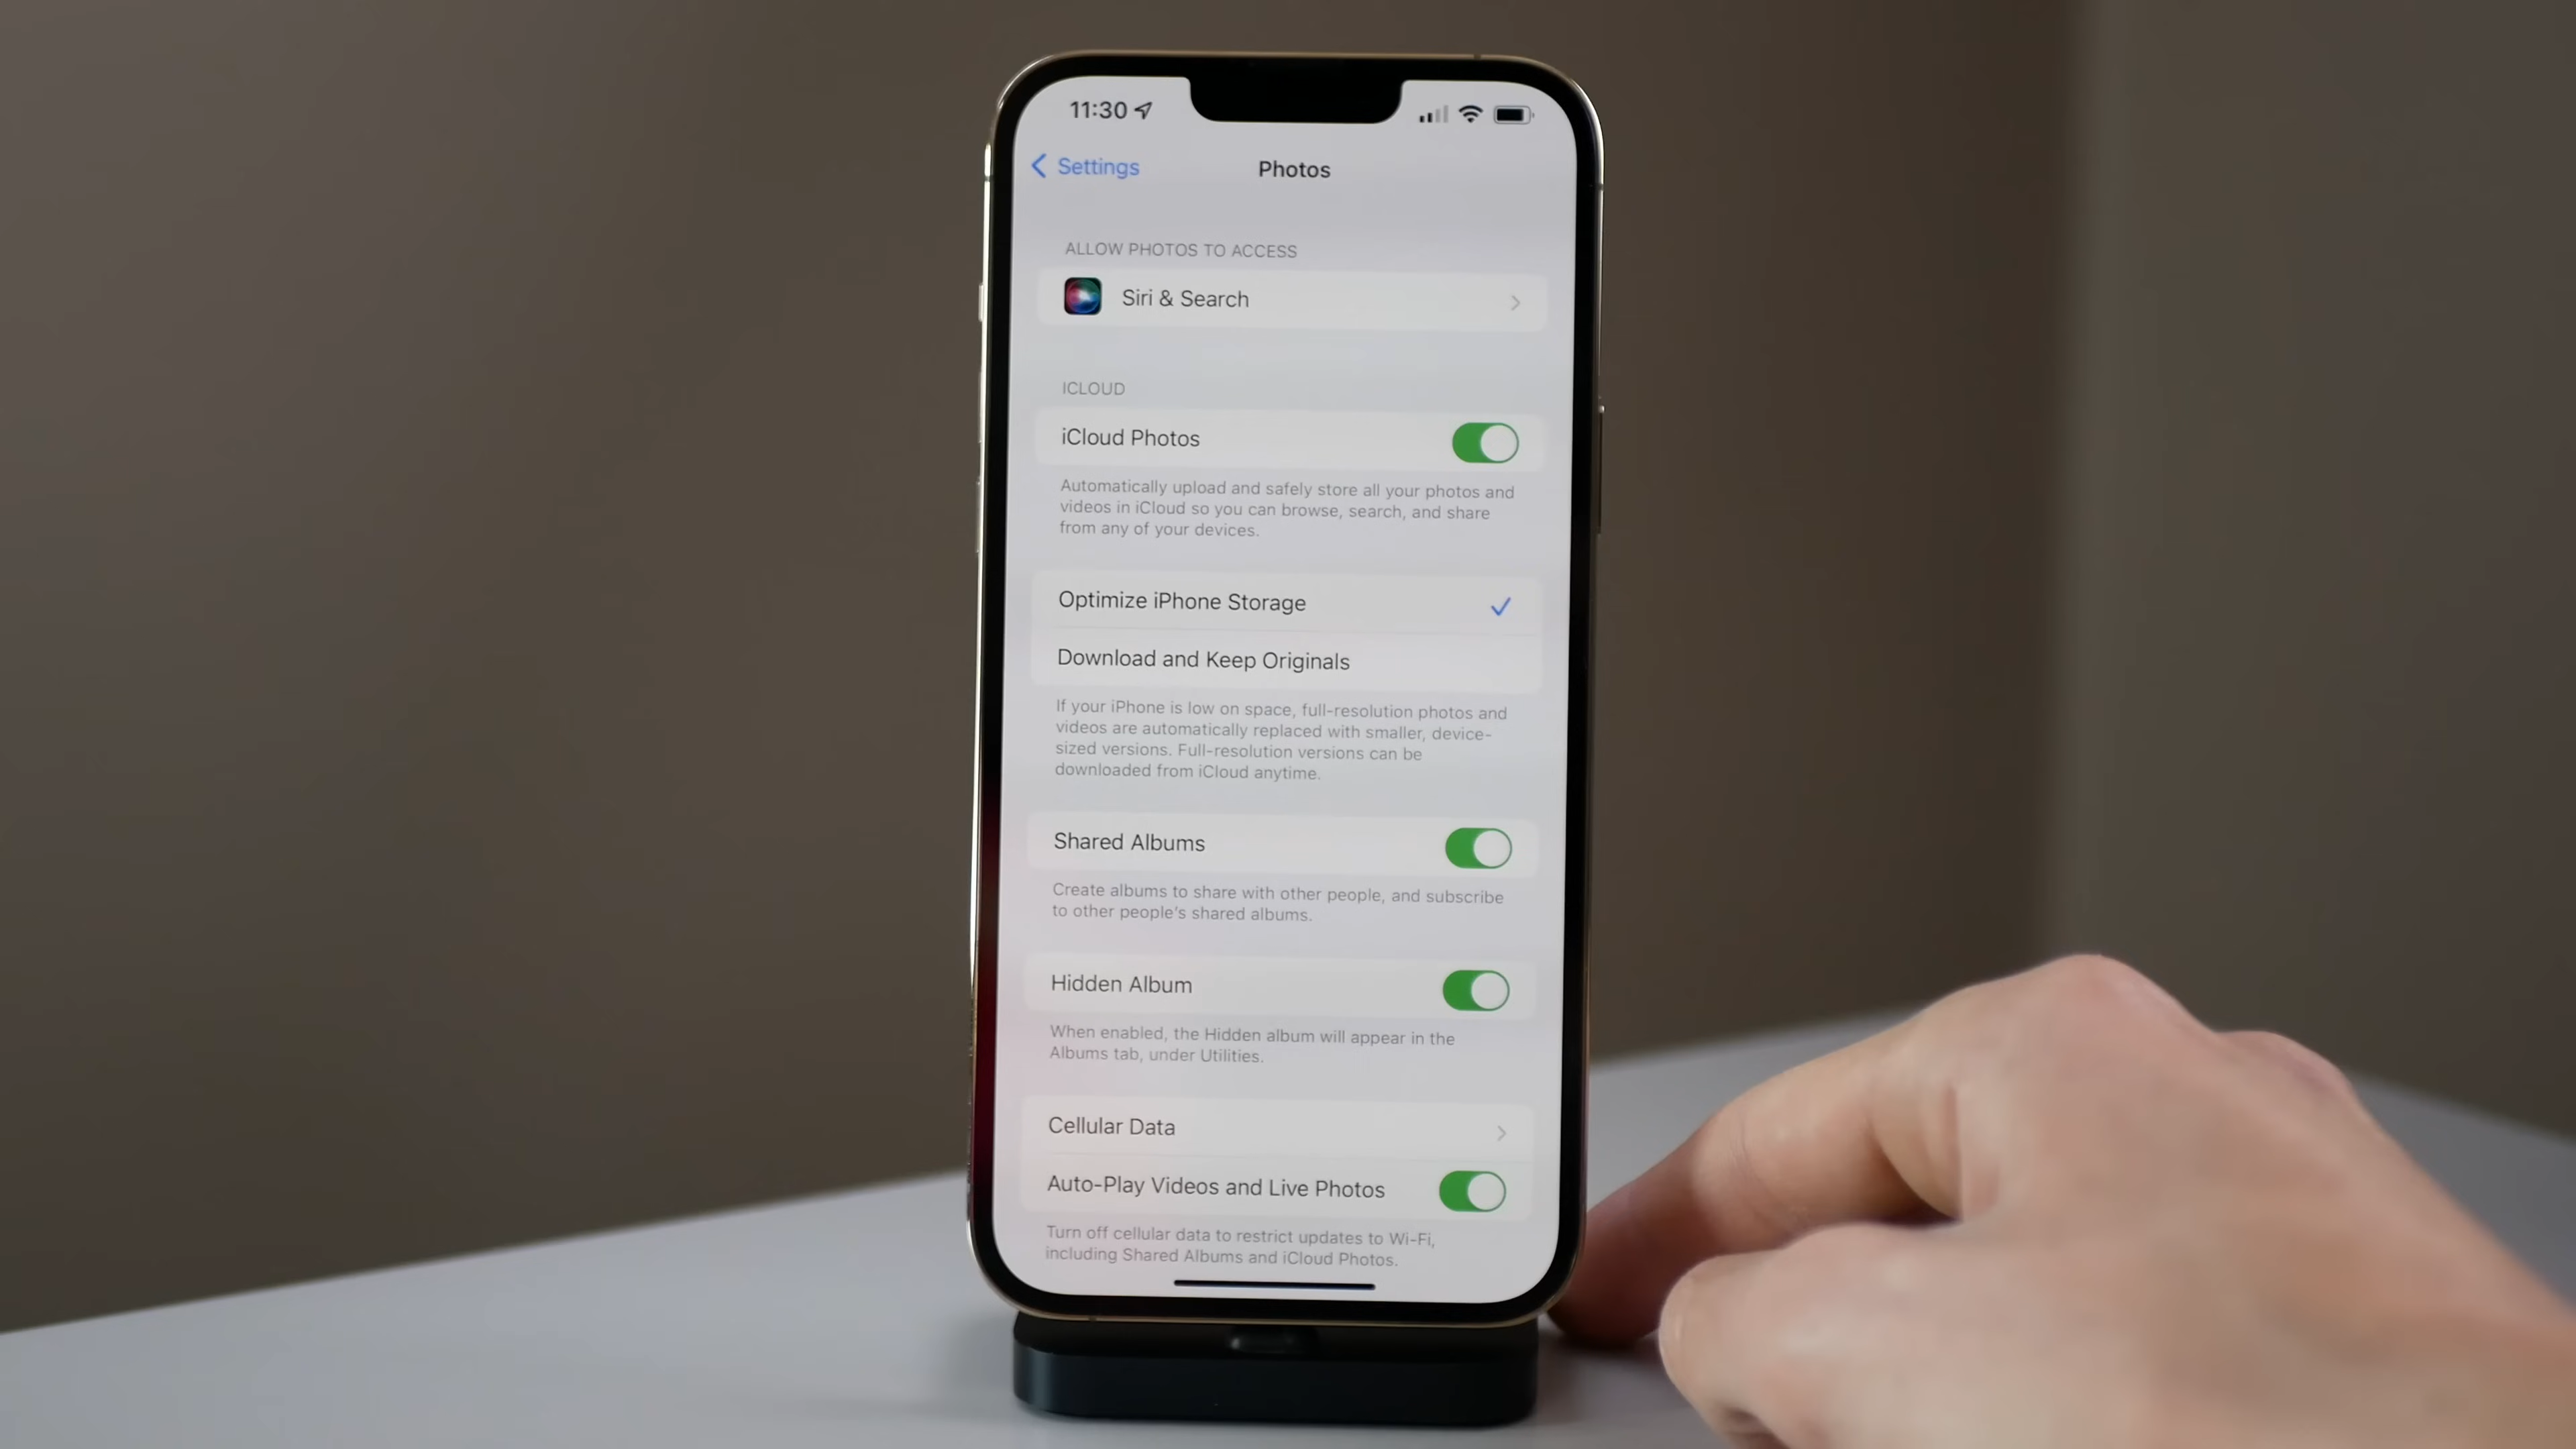 11:30
Settings
Photos
ALLOW PHOTOS TO ACCESS
Siri & Search
ICLOUD
iCloud Photos
Automatically upload and safely store all your photos and
videos in iCloud so you can browse, search, and share
from any of your devices.
Optimize iPhone Storage
Download and Keep Originals
If your iPhone is low on space, full-resolution photos and
videos are automatically replaced with smaller, device-
sized versions. Full-resolution versions can be
downloaded from iCloud anytime.
Shared Albums
Create albums to share with other people, and subscribe
to other people's shared albums.
Hidden Album
When enabled, the Hidden album will appear in the
Albums tab, under Utilities.
Cellular Data
Auto-Play Videos and Live Photos
Turn off cellular data to restrict updates to Wi-Fi,
including Shared Albums and iCloud Photos.